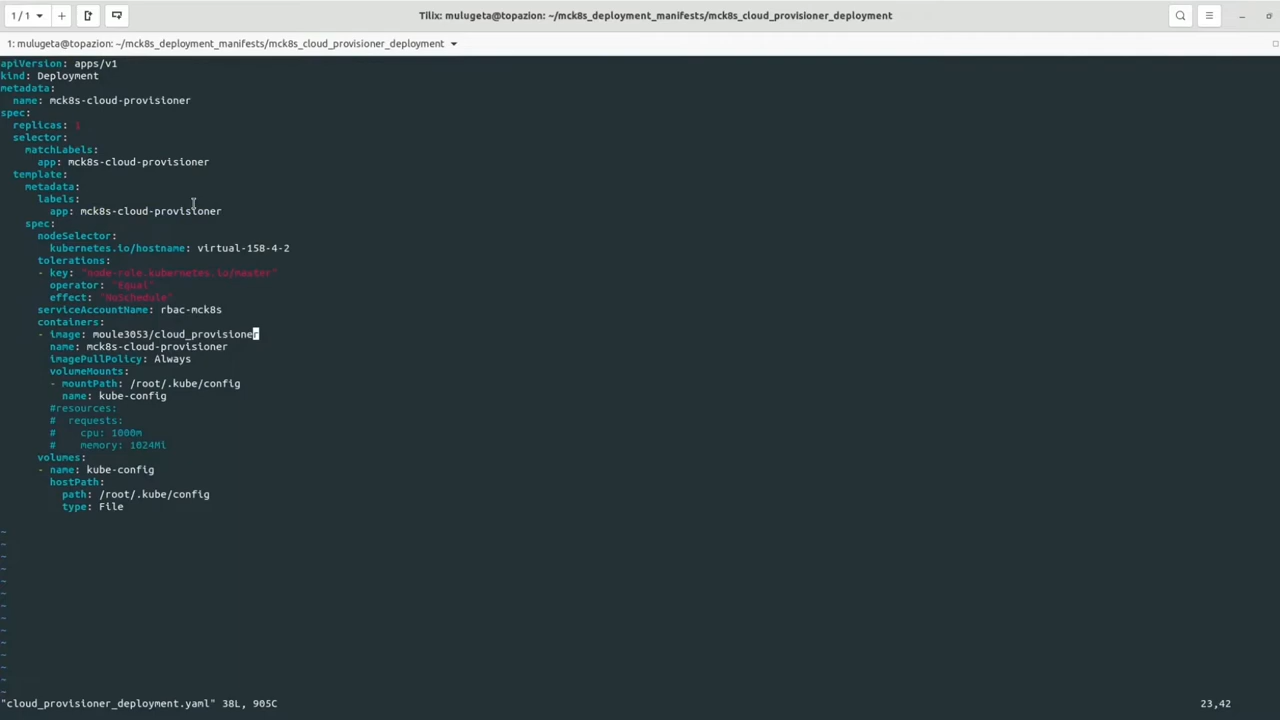 1 / 1
Tilix: mulugeta@topazion: ~/mck8s_deployment_manifests/mck8s_cloud_provisioner_deployment
1: mulugeta@topazion: ~/mck8s_deployment_manifests/mck8s_cloud_provisioner_deployment
apiVersion: apps/v1
kind: Deployment
metadata:
  name: mck8s-cloud-provisioner
spec:
  replicas: 1
  selector:
    matchLabels:
      app: mck8s-cloud-provisioner
  template:
    metadata:
      labels:
        app: mck8s-cloud-provisioner
    spec:
      nodeSelector:
        kubernetes.io/hostname: virtual-158-4-2
      tolerations:
      - key: "node-role.kubernetes.io/master"
        operator: "Equal"
        effect: "NoSchedule"
      serviceAccountName: rbac-mck8s
      containers:
      - image: moule3053/cloud_provisioner
        name: mck8s-cloud-provisioner
        imagePullPolicy: Always
        volumeMounts:
        - mountPath: /root/.kube/config
          name: kube-config
        #resources:
        #  requests:
        #    cpu: 1000m
        #    memory: 1024Mi
      volumes:
      - name: kube-config
        hostPath:
          path: /root/.kube/config
          type: File
~
~
~
~
~
~
~
~
~
~
~
~
~
~
"cloud_provisioner_deployment.yaml" 38L, 905C 23,42